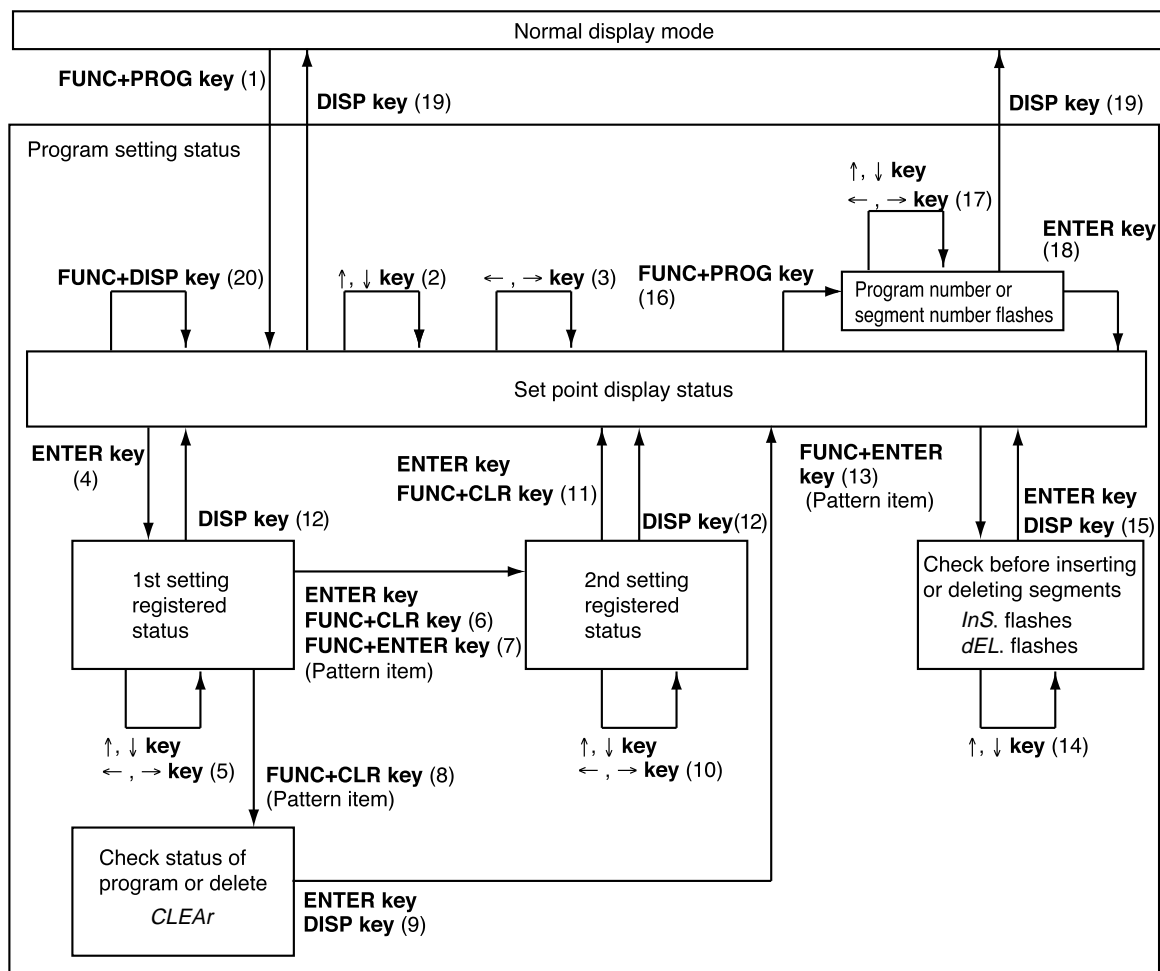 Normal display mode
FUNC+PROG key (1)
DISP key (19)
DISP key (19)
Program setting status
↑, ↓ key
← , → key (17)
ENTER key
(18)
FUNC+DISP key (20)
↑, ↓ key (2)
← , → key (3)
FUNC+PROG key
(16)
Program number or
segment number flashes
Set point display status
ENTER key
(4)
DISP key (12)
ENTER key
FUNC+CLR key (11)
DISP key(12)
FUNC+ENTER
key (13)
(Pattern item)
ENTER key
DISP key (15)
1st setting
registered
status
ENTER key
FUNC+CLR key (6)
FUNC+ENTER key (7)
(Pattern item)
2nd setting
registered
status
Check before inserting
or deleting segments
InS. flashes
dEL. flashes
↑, ↓ key
← , → key (5)
FUNC+CLR key (8)
(Pattern item)
↑, ↓ key
← , → key (10)
↑, ↓ key (14)
Check status of
program or delete
CLEAr
ENTER key
DISP key (9)